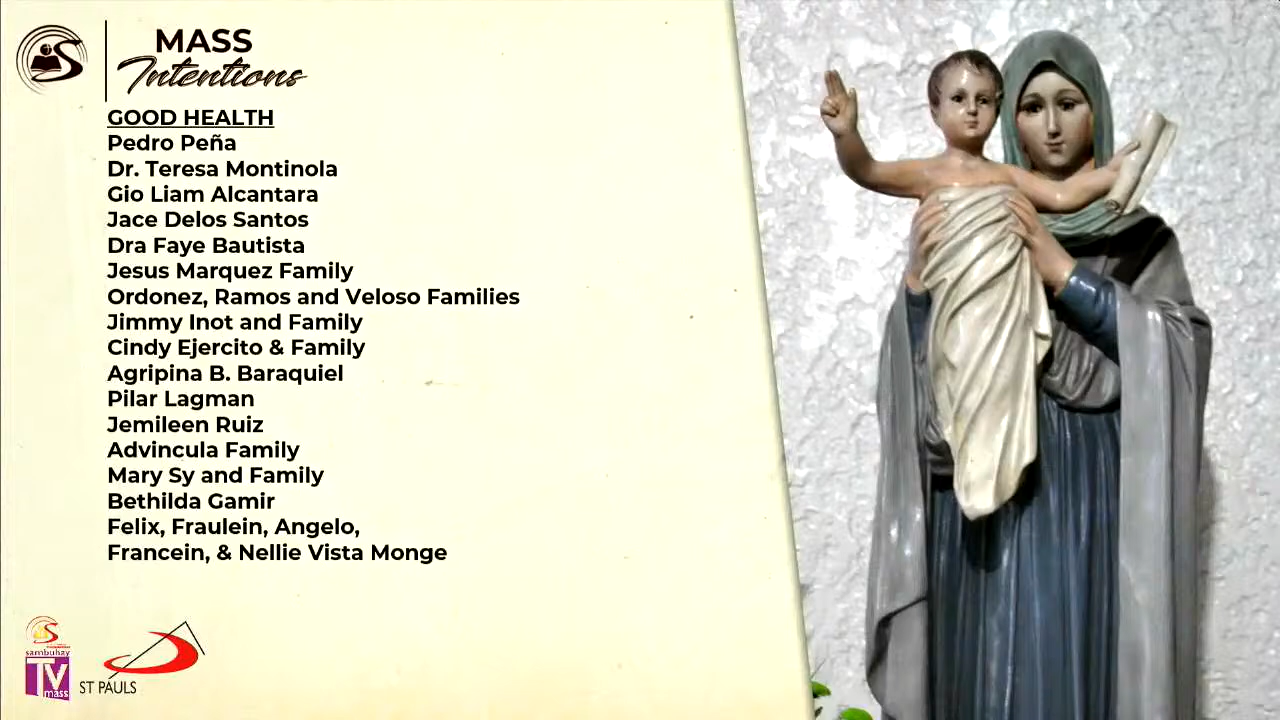 MASS
Intentions
GOOD HEALTH
Pedro Peña
Dr. Teresa Montinola
Gio Liam Alcantara
Jace Delos Santos
Dra Faye Bautista
Jesus Marquez Family
Ordonez, Ramos and Veloso Families
Jimmy Inot and Family
Cindy Ejercito & Family
Agripina B. Baraquiel
Pilar Lagman
Jemileen Ruiz
Advincula Family
Mary Sy and Family
Bethilda Gamir
Felix, Fraulein, Angelo,
Francein, & Nellie Vista Monge
sambuhay
TV
mass
ST PAULS